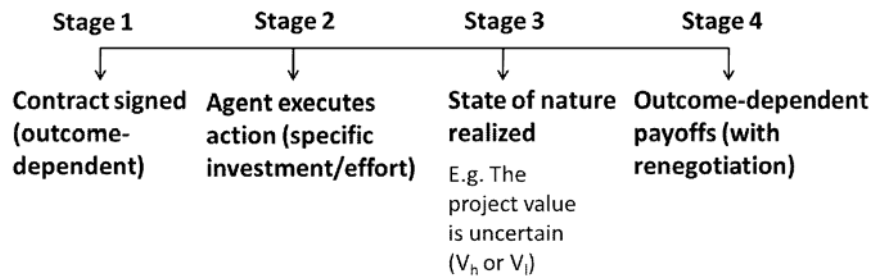 Stage 1
Stage 2
Stage 3
Stage 4
Contract signed
(outcome-
dependent)
Agent executes
action (specific
investment/effort)
State of nature
realized
E.g. The
project value
is uncertain
(Vh or Vl)
Outcome-dependent
payoffs (with
renegotiation)